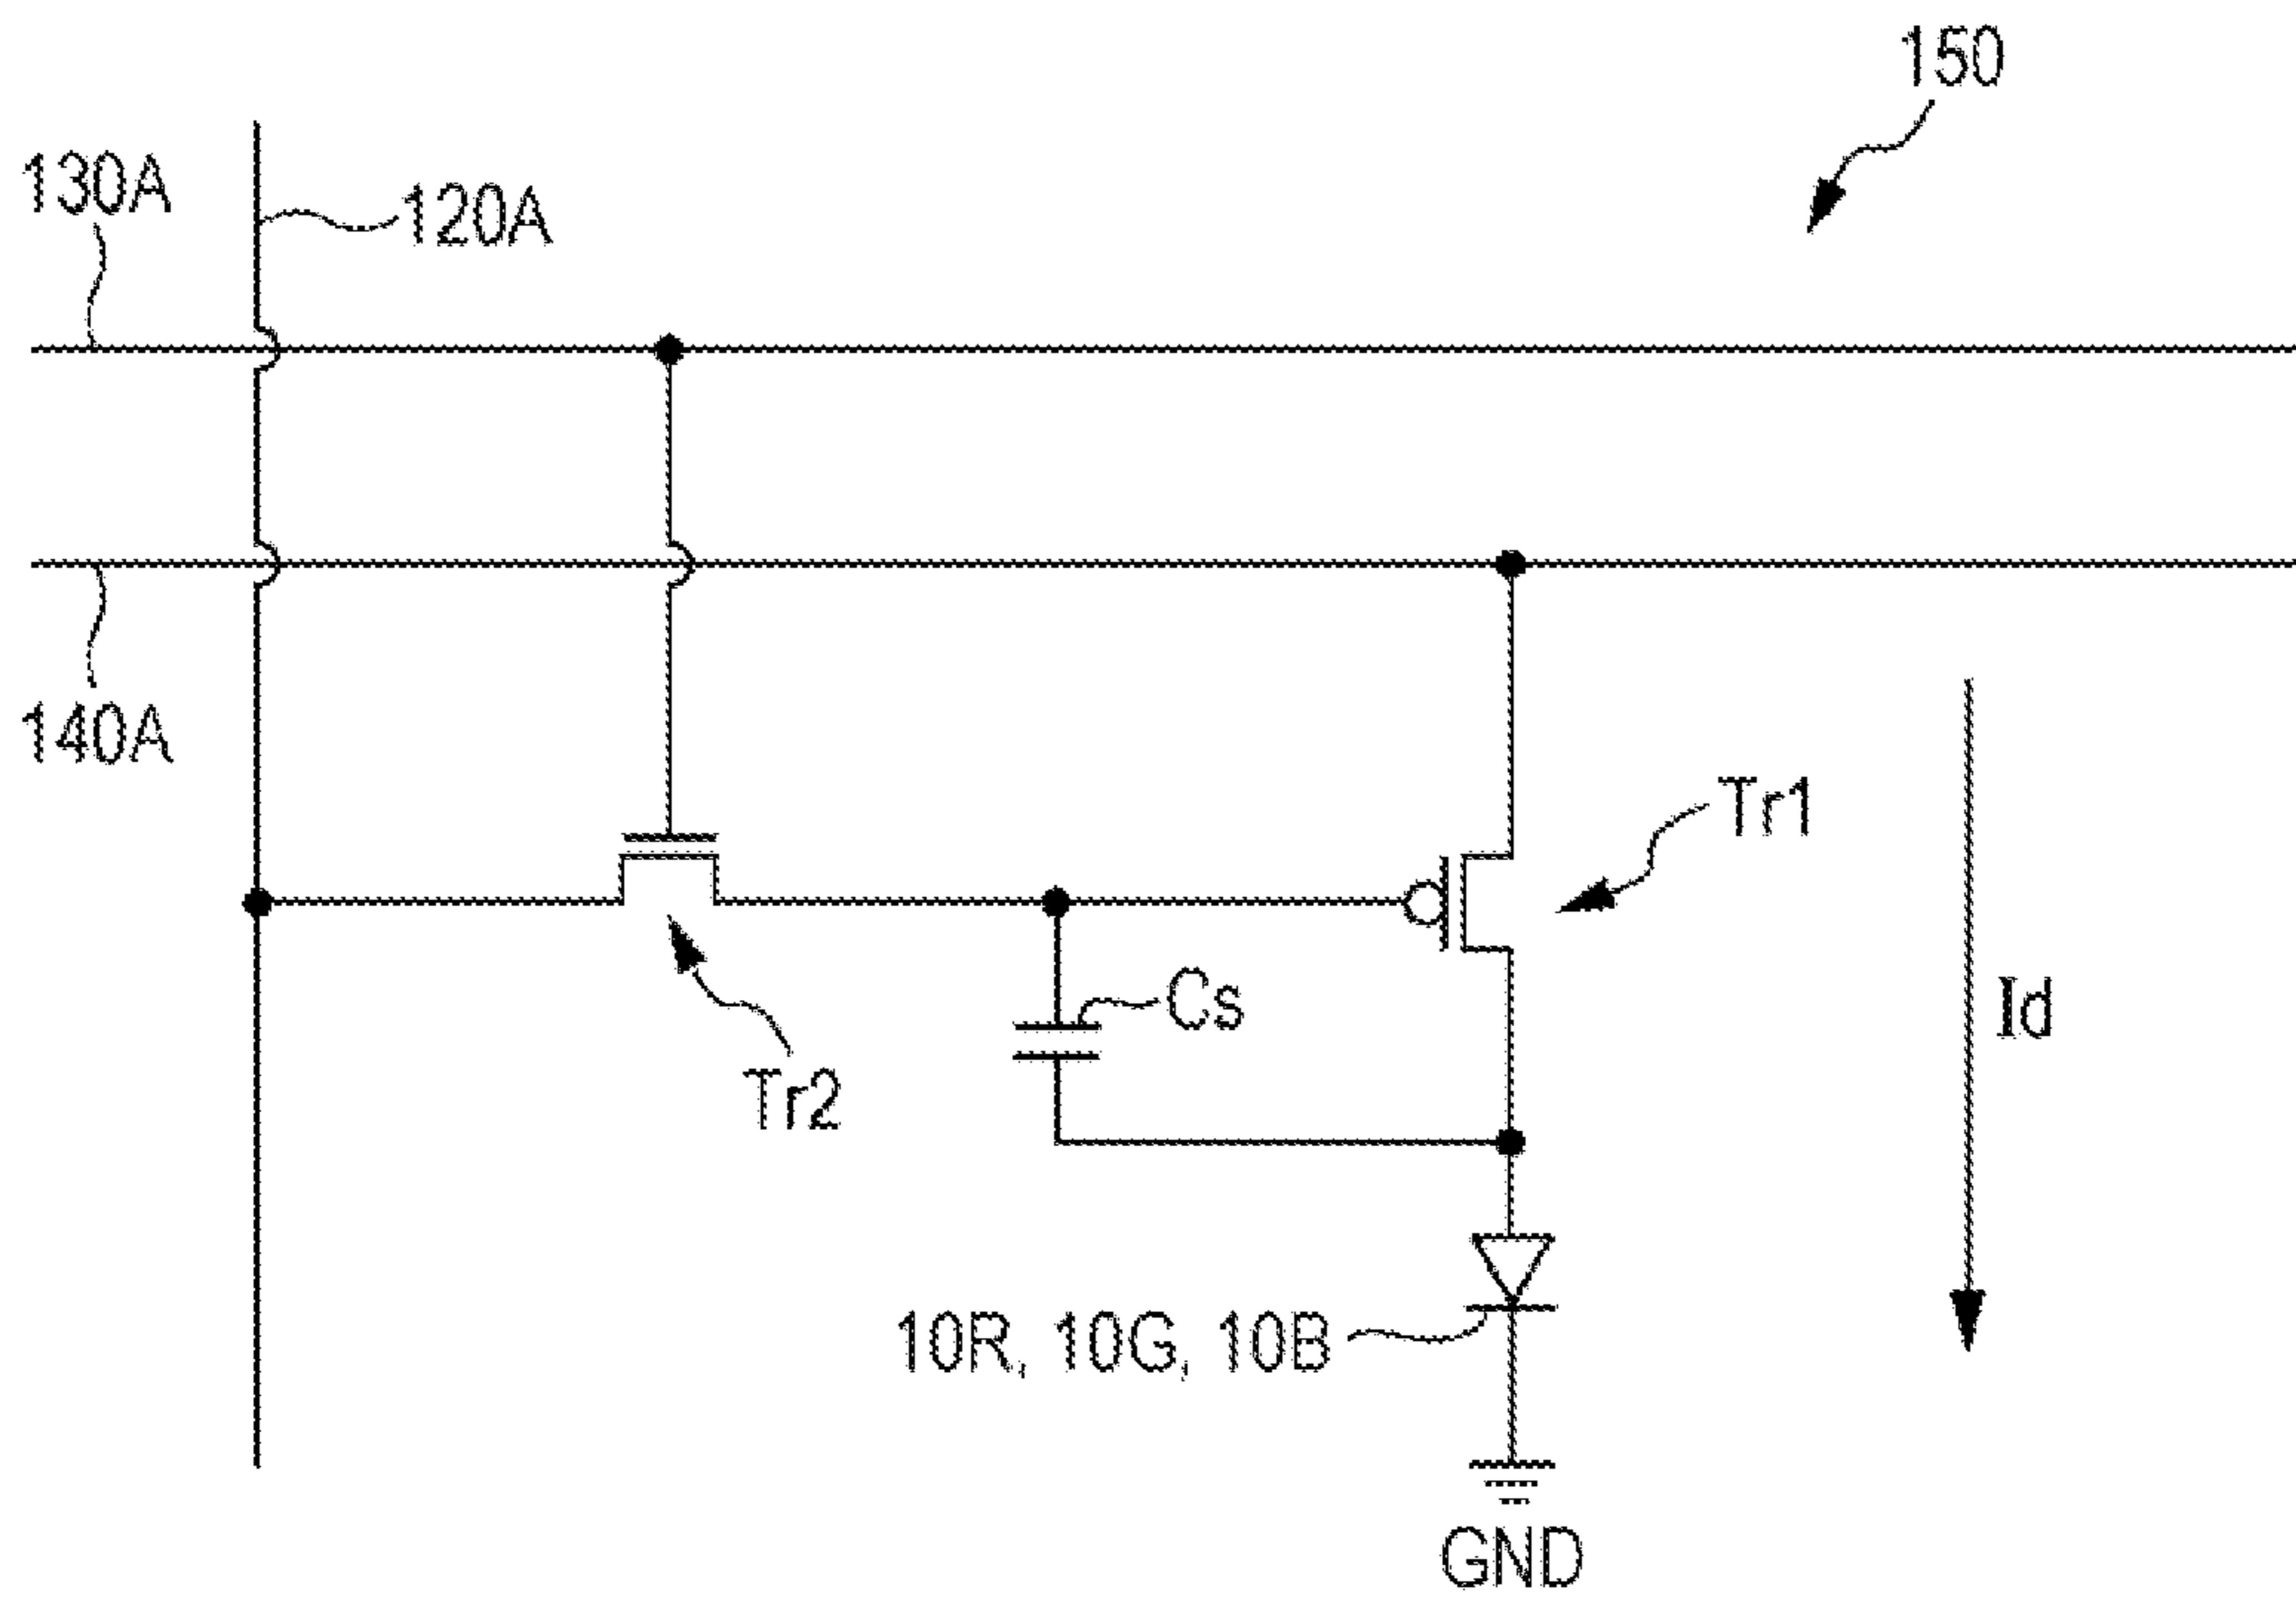 150
130A
120A
140A
Tr1
Cs
Id
Tr2
10R, 10G, 10B
GND